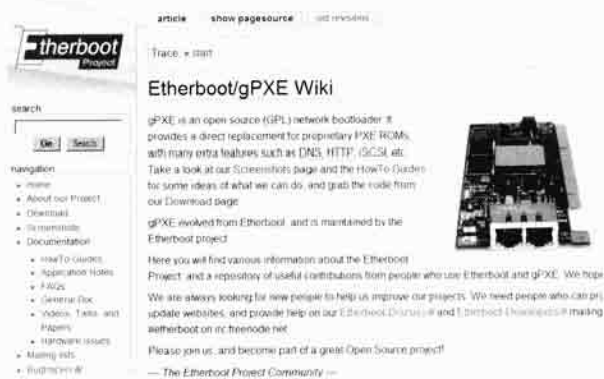 article show pagesource old revisions
Etherboot
Project
Trace: » start
Etherboot/gPXE Wiki
search
Go Search
gPXE is an open source (GPL) network bootloader. It
provides a direct replacement for proprietary PXE ROMs,
with many extra features such as DNS, HTTP, iSCSI, etc.
Take a look at our Screenshots page and the HowTo Guides
for some ideas of what we can do, and grab the code from
our Download page.
gPXE evolved from Etherboot, and is maintained by the
Etherboot project.
Here you will find various information about the Etherboot
Project, and a repository of useful contributions from people who use Etherboot and gPXE. We hope
We are always looking for new people to help us improve our projects. We need people who can
update websites, and provide help on our Etherboot Discuss and Etherboot Developers mailing
#etherboot on irc.freenode.net
Please join us, and become part of a great Open Source project!
— The Etherboot Project Community —
navigation
Home
About our Project
Download
Screenshots
Documentation
HowTo Guides
Application Notes
FAQs
General Doc
Videos, Talks, and
Papers
Hardware Issues
Mailing lists